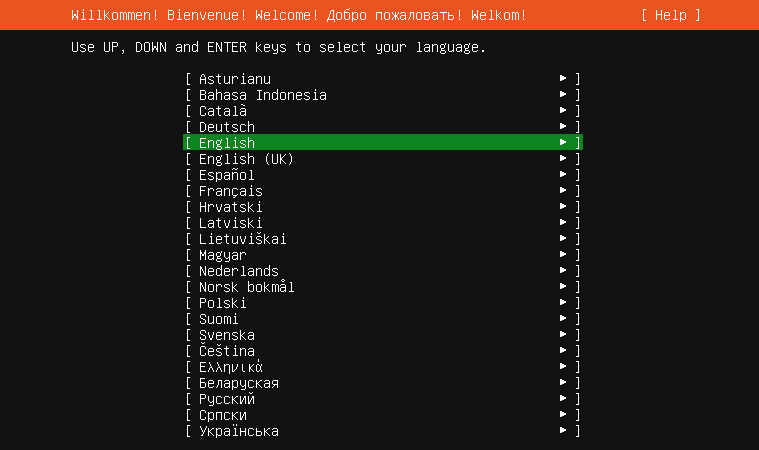 Willkommen! Bienvenue! Welcome! Добро пожаловать! Welkom! [ Help ]
Use UP, DOWN and ENTER keys to select your language.
[ Asturianu ► ]
[ Bahasa Indonesia ► ]
[ Català ► ]
[ Deutsch ► ]
[ English ► ]
[ English (UK) ► ]
[ Español ► ]
[ Français ► ]
[ Hrvatski ► ]
[ Latviski ► ]
[ Lietuviškai ► ]
[ Magyar ► ]
[ Nederlands ► ]
[ Norsk bokmål ► ]
[ Polski ► ]
[ Suomi ► ]
[ Svenska ► ]
[ Čeština ► ]
[ Ελληνικά ► ]
[ Беларуская ► ]
[ Русский ► ]
[ Српски ► ]
[ Українська ► ]